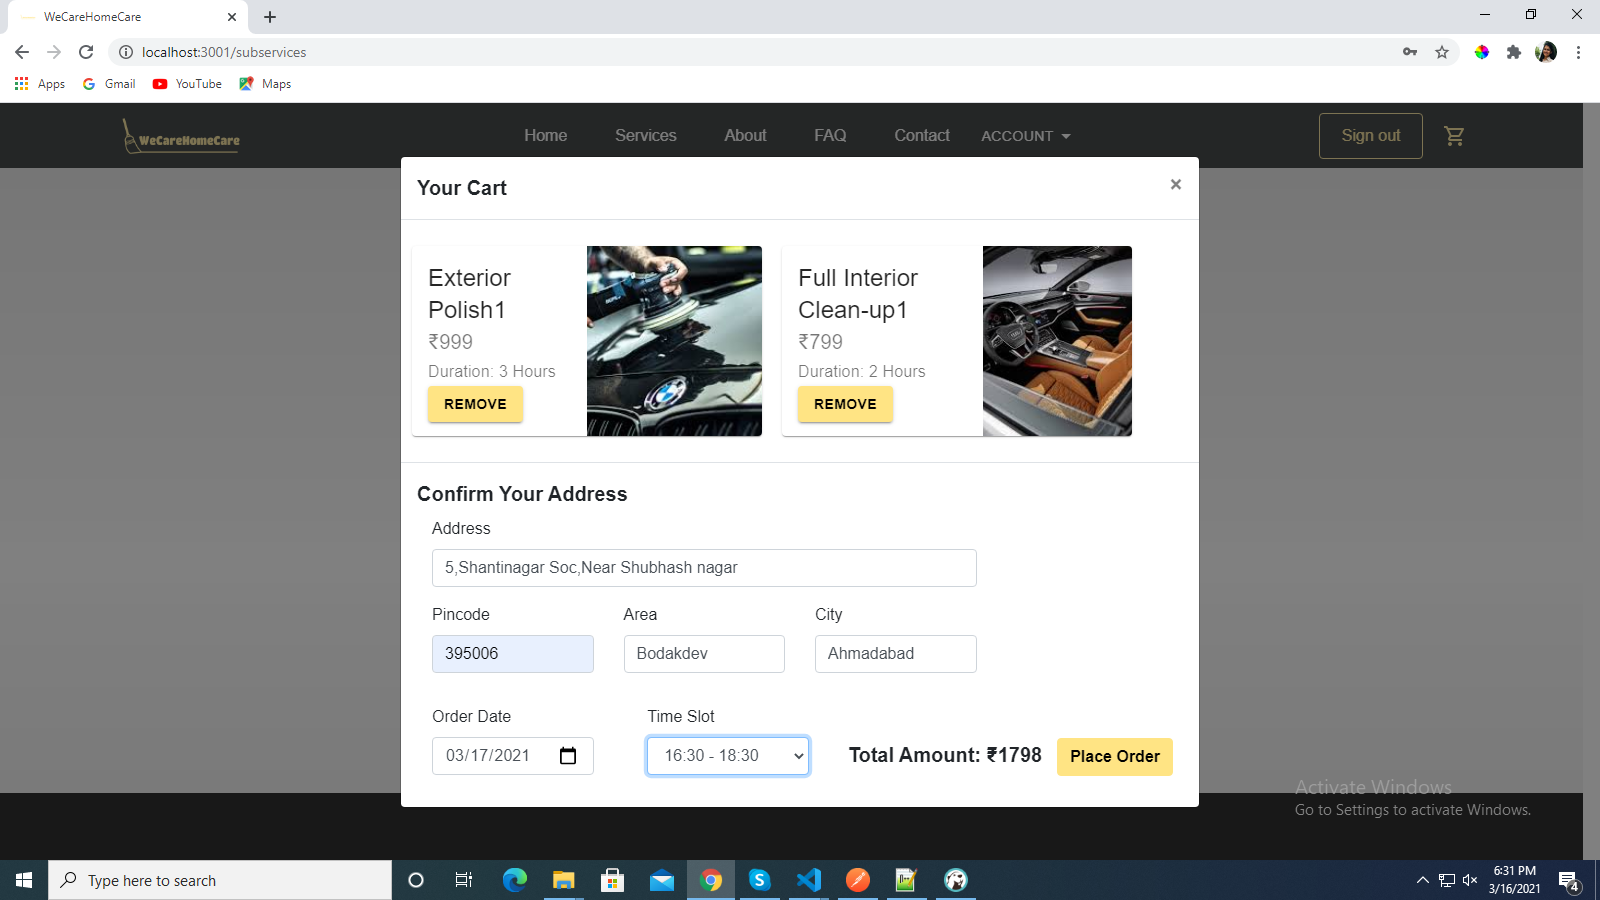 WeCareHomeCare
localhost:3001/subservices
Apps
Gmail
YouTube
Maps
WeCareHomeCare
Home
Services
About
FAQ
Contact
ACCOUNT
Sign out
Your Cart
×
Exterior
Polish1
₹999
Duration: 3 Hours
REMOVE
Full Interior
Clean-up1
₹799
Duration: 2 Hours
REMOVE
Confirm Your Address
Address
5,Shantinagar Soc,Near Shubhash nagar
Pincode
Area
City
395006
Bodakdev
Ahmadabad
Order Date
Time Slot
03/17/2021
16:30 - 18:30
Total Amount: ₹1798
Place Order
Activate Windows
Go to Settings to activate Windows.
Type here to search
6:31 PM
3/16/2021
4